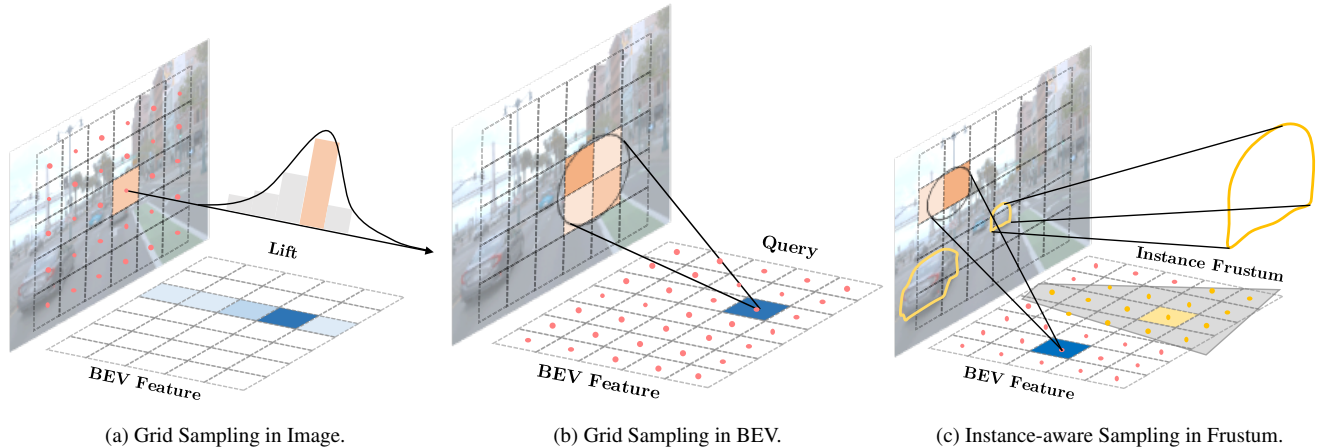 Lift
BEV Feature
(a) Grid Sampling in Image.
Query
BEV Feature
(b) Grid Sampling in BEV.
Instance Frustum
BEV Feature
(c) Instance-aware Sampling in Frustum.